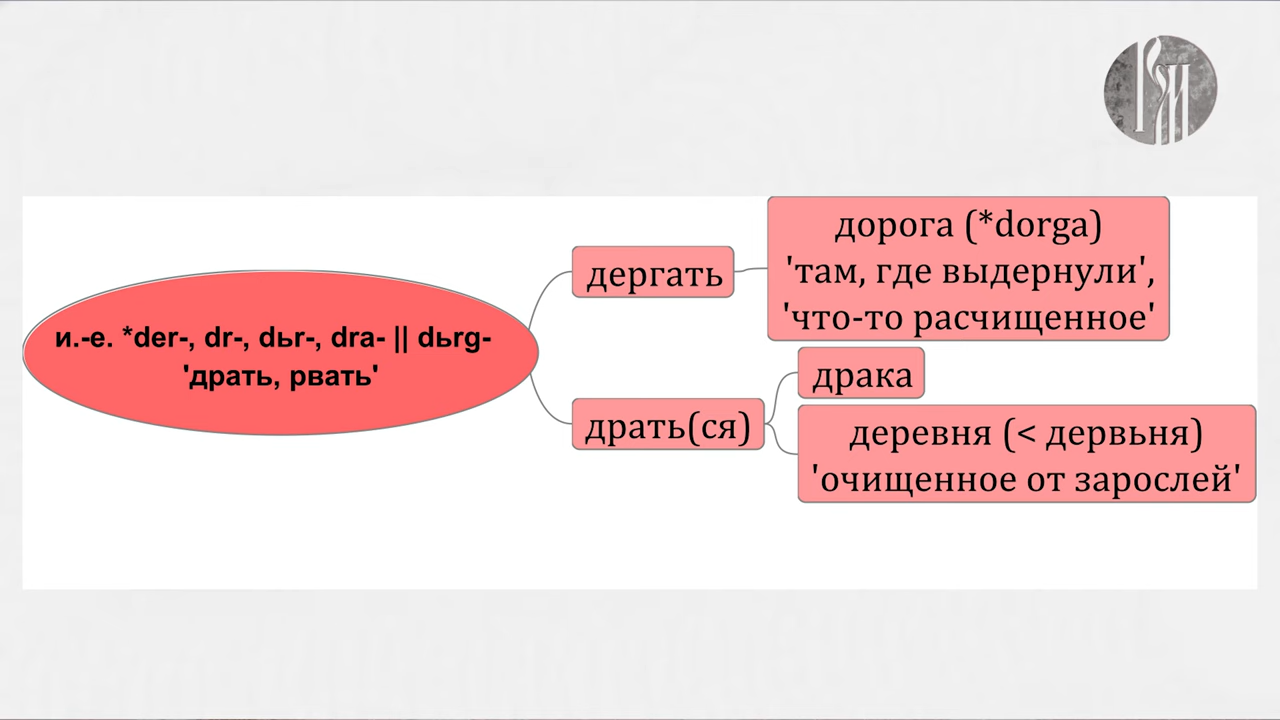 и.-е. *der-, dr-, dьr-, dra- || dьrg-
'драть, рвать'
дергать
дорога (*dorga)
'там, где выдернули',
'что-то расчищенное'
драть(ся)
драка
деревня (< дервьня)
'очищенное от зарослей'